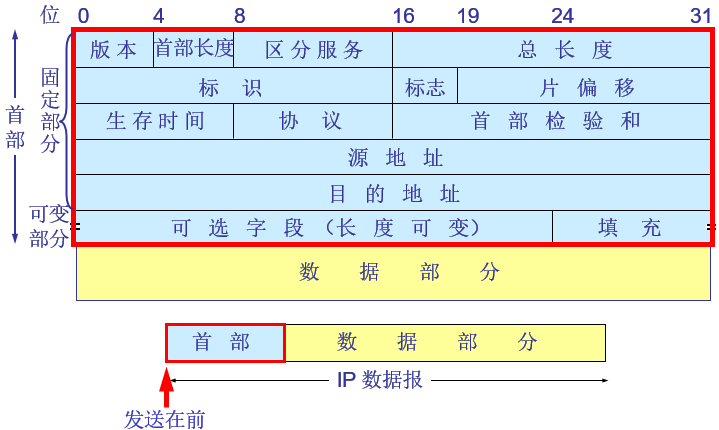 位 0 4 8 16 19 24 31
版本 首部长度 区分服务 总长度
标识 标志 片偏移
生存时间 协议 首部检验和
源地址
目的地址
可选字段（长度可变） 填充
数据部分
首部
固定部分
可变部分
首部 数据部分
IP 数据报
发送在前